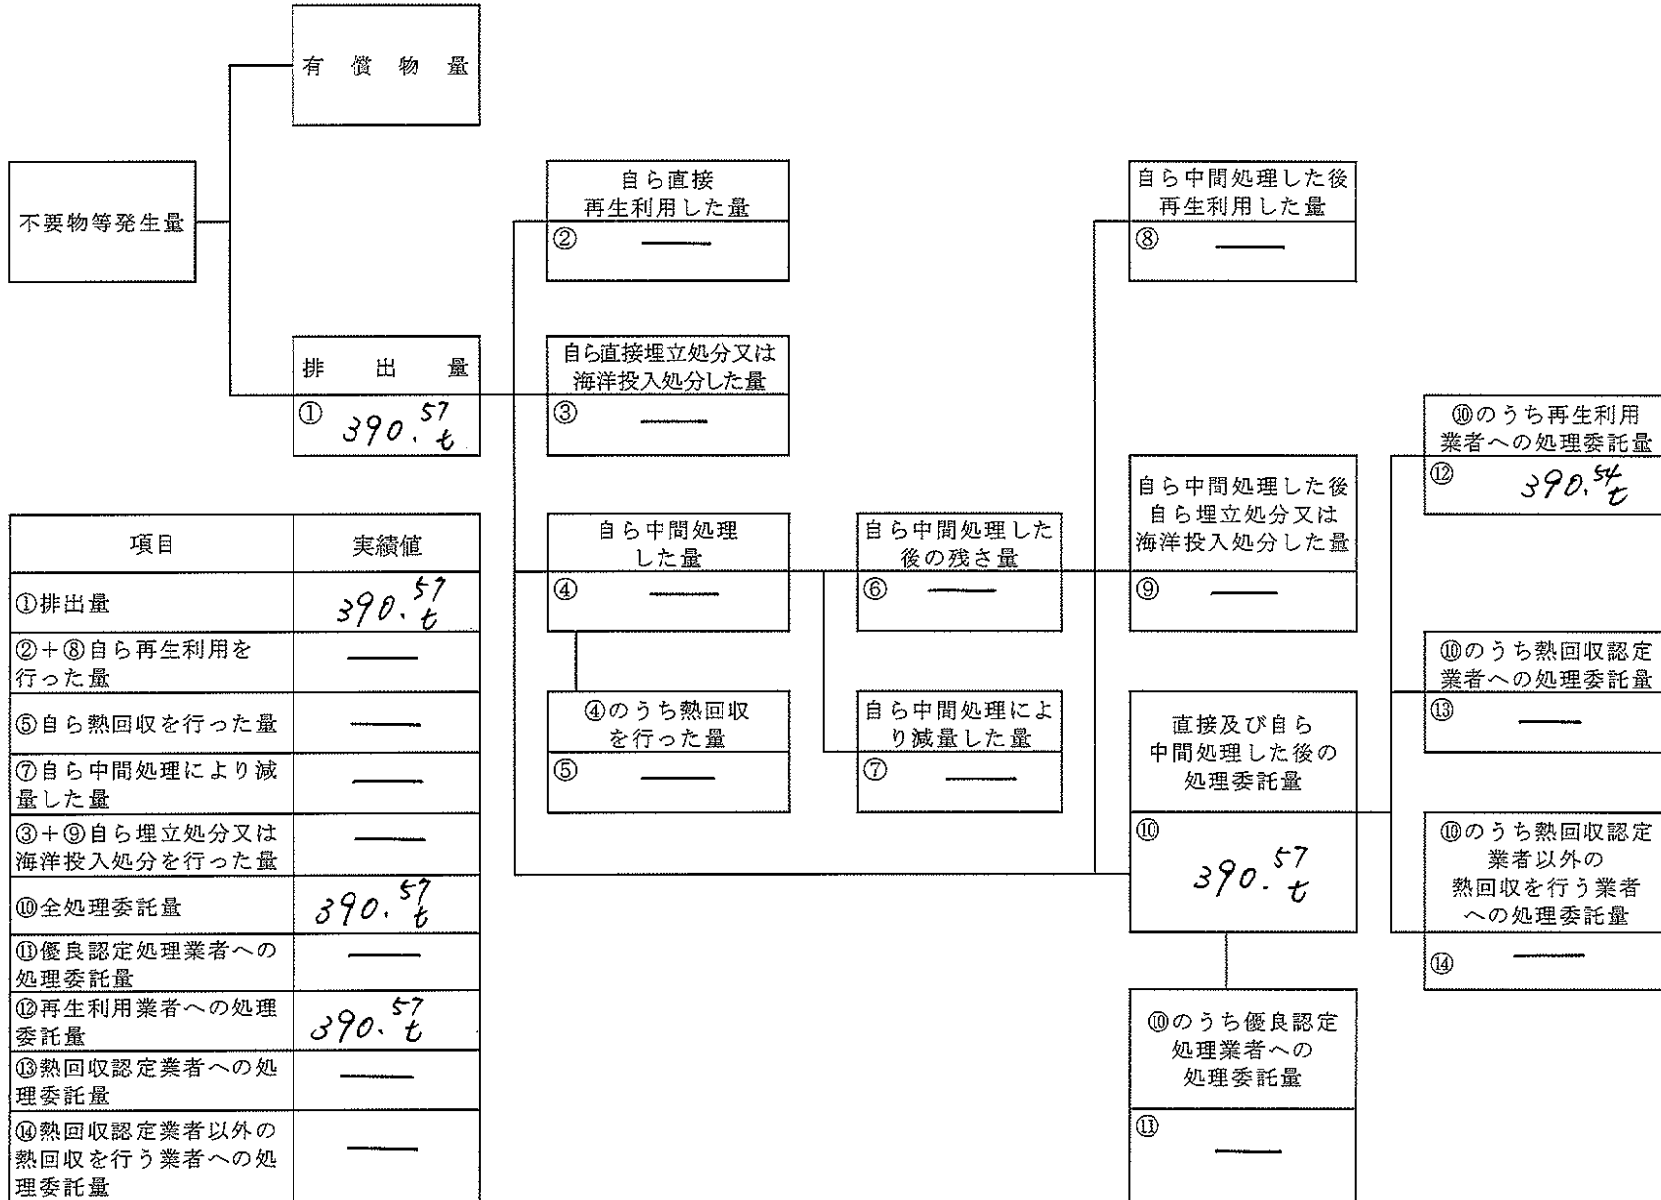 有償物量
不要物等発生量
排出量
① 390.57t
自ら直接
再生利用した量
② —
自ら直接埋立処分又は
海洋投入処分した量
③ —
自ら中間処理
した量
④ —
④のうち熱回収
を行った量
⑤ —
自ら中間処理した
後の残さ量
⑥ —
自ら中間処理によ
り減量した量
⑦ —
自ら中間処理した後
再生利用した量
⑧ —
自ら中間処理した後
自ら埋立処分又は
海洋投入処分した量
⑨ —
直接及び自ら
中間処理した後の
処理委託量
⑩ 390.57t
⑩のうち優良認定
処理業者への
処理委託量
⑪ —
⑩のうち再生利用
業者への処理委託量
⑫ 390.54t
⑩のうち熱回収認定
業者への処理委託量
⑬ —
⑩のうち熱回収認定
業者以外の
熱回収を行う業者
への処理委託量
⑭ —
項目 実績値
①排出量 390.57t
②+⑧自ら再生利用を
行った量 —
⑤自ら熱回収を行った量 —
⑦自ら中間処理により減
量した量 —
③+⑨自ら埋立処分又は
海洋投入処分を行った量 —
⑩全処理委託量 390.57t
⑪優良認定処理業者への
処理委託量 —
⑫再生利用業者への処理
委託量 390.57t
⑬熱回収認定業者への処
理委託量 —
⑭熱回収認定業者以外の
熱回収を行う業者への処
理委託量 —